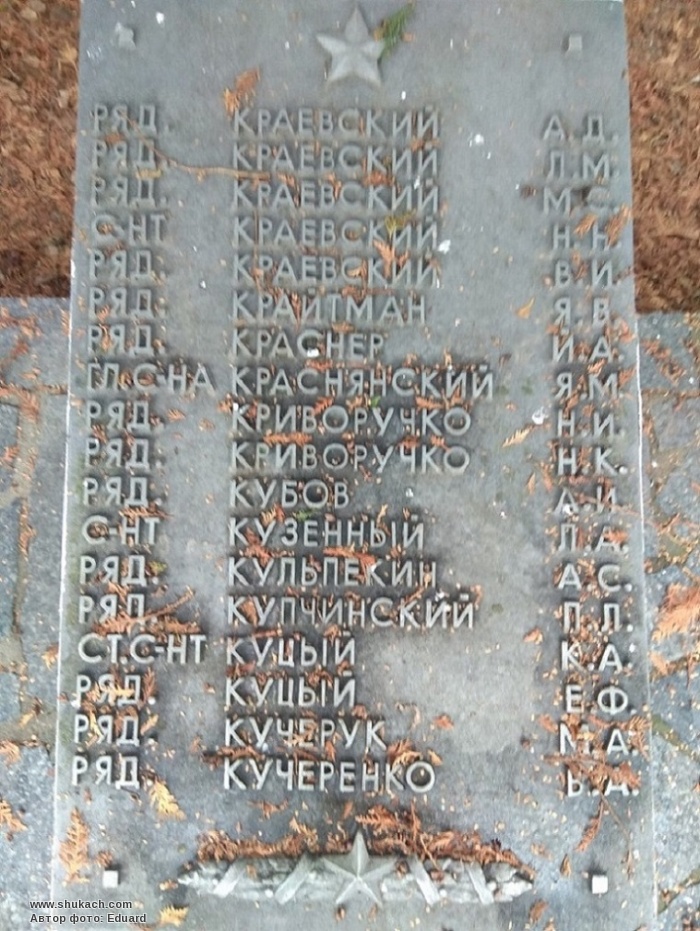 РЯД. КРАЕВСКИЙ А.Д.
РЯД. КРАЕВСКИЙ Л.М.
РЯД. КРАЕВСКИЙ М.С.
С-НТ КРАЕВСКИЙ Н.Н.
РЯД. КРАЕВСКИЙ В.И.
РЯД. КРАЙТМАН Я.В.
РЯД. КРАСНЕР И.А.
ГЛ.С-НА КРАСНЯНСКИЙ Я.М.
РЯД. КРИВОРУЧКО Н.И.
РЯД. КРИВОРУЧКО Н.К.
РЯД. КУБОВ А.И.
С-НТ КУЗЕННЫЙ
РЯД. КУЛЬПЕКИН А.С.
РЯД. КУПЧИНСКИЙ
СТ.С-НТ КУЦЫЙ К.А.
РЯД. КУЦЫЙ Е.Ф.
РЯД. КУЧЕРУК М.А.
РЯД. КУЧЕРЕНКО
www.shukach.com
Автор фото: Eduard